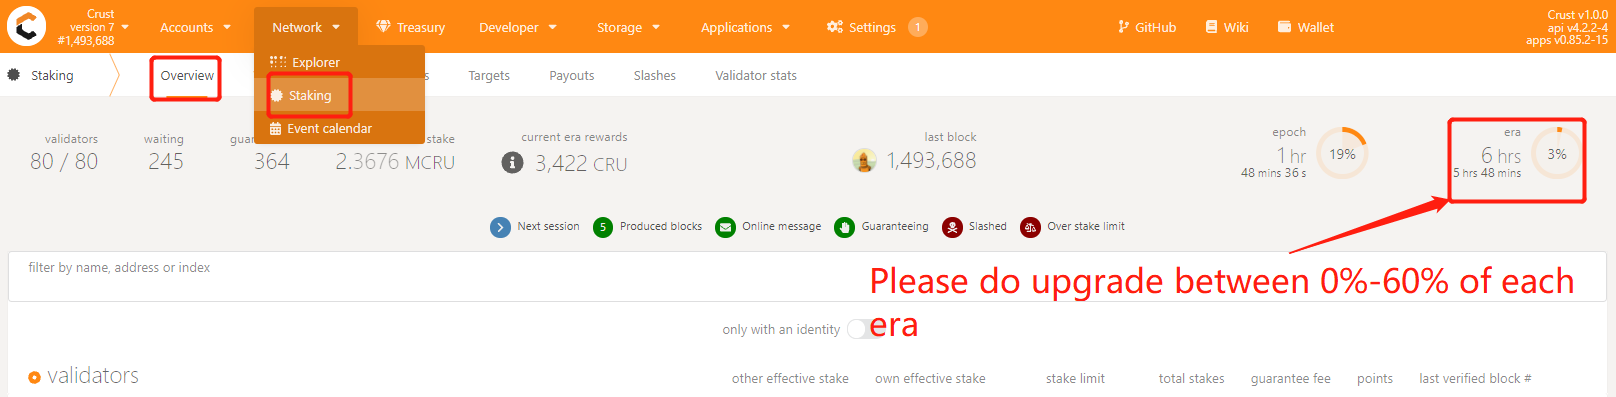 Crust
version 7
#1,493,688
Accounts
Network
Treasury
Developer
Storage
Applications
Settings 1
GitHub
Wiki
Wallet
Crust v1.0.0
api v4.2.2-4
apps v0.85.2-15
Explorer
Staking
Event calendar
Staking
Overview
s
Targets
Payouts
Slashes
Validator stats
validators
80 / 80
waiting
245
gua
364
stake
2.3676 MCRU
current era rewards
3,422 CRU
last block
1,493,688
epoch
1 hr
48 mins 36 s
19%
era
6 hrs
5 hrs 48 mins
3%
Next session
5 Produced blocks
Online message
Guaranteeing
Slashed
Over stake limit
filter by name, address or index
Please do upgrade between 0%-60% of each
era
only with an identity
validators
other effective stake
own effective stake
stake limit
total stakes
guarantee fee
points
last verified block #